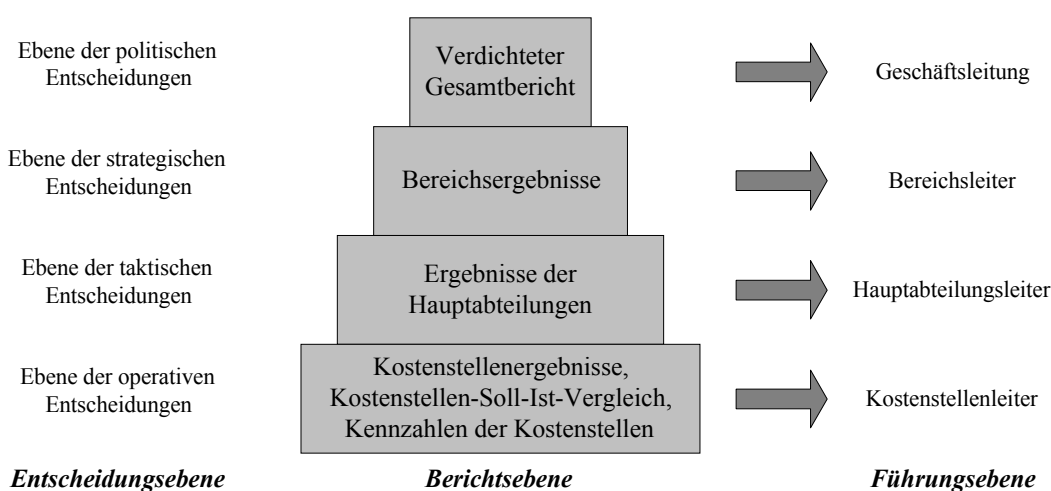 Ebene der politischen
Entscheidungen
Verdichteter
Gesamtbericht
Geschäftsleitung
Ebene der strategischen
Entscheidungen
Bereichsergebnisse
Bereichsleiter
Ebene der taktischen
Entscheidungen
Ergebnisse der
Hauptabteilungen
Hauptabteilungsleiter
Ebene der operativen
Entscheidungen
Kostenstellenergebnisse,
Kostenstellen-Soll-Ist-Vergleich,
Kennzahlen der Kostenstellen
Kostenstellenleiter
Entscheidungsebene
Berichtsebene
Führungsebene